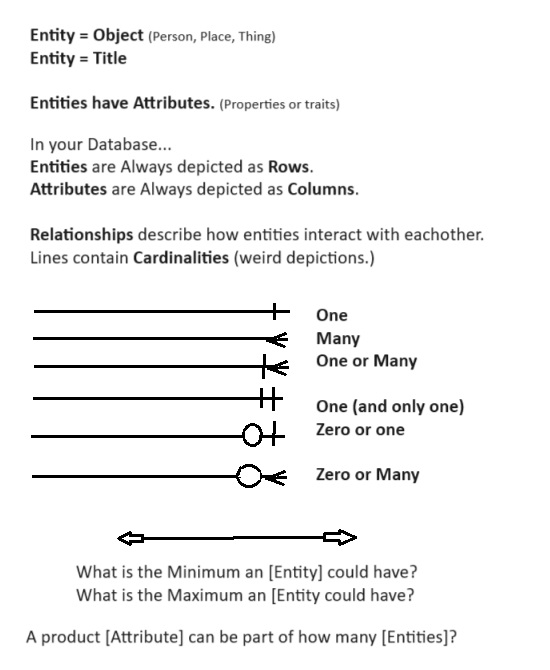 Entity = Object (Person, Place, Thing)
Entity = Title
Entities have Attributes. (Properties or traits)
In your Database...
Entities are Always depicted as Rows.
Attributes are Always depicted as Columns.
Relationships describe how entities interact with eachother.
Lines contain Cardinalities (weird depictions.)
One
Many
One or Many
One (and only one)
Zero or one
Zero or Many
What is the Minimum an [Entity] could have?
What is the Maximum an [Entity could have?
A product [Attribute] can be part of how many [Entities]?